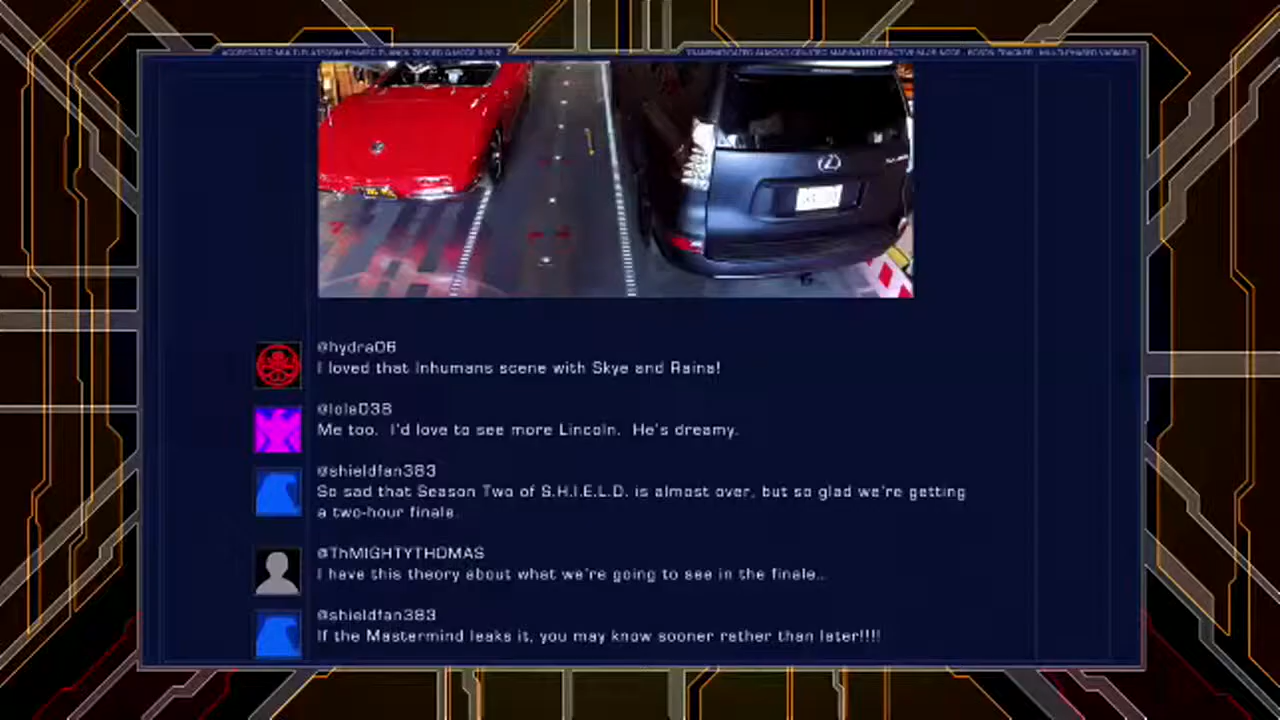 @hydra06
I loved that Inhumans scene with Skye and Raina!
@lola038
Me too. I'd love to see more Lincoln. He's dreamy.
@shieldfan383
So sad that Season Two of S.H.I.E.L.D. is almost over, but so glad we're getting
a two-hour finale.
@ThMIGHTYTHOMAS
I have this theory about what we're going to see in the finale...
@shieldfan383
If the Mastermind leaks it, you may know sooner rather than later!!!!